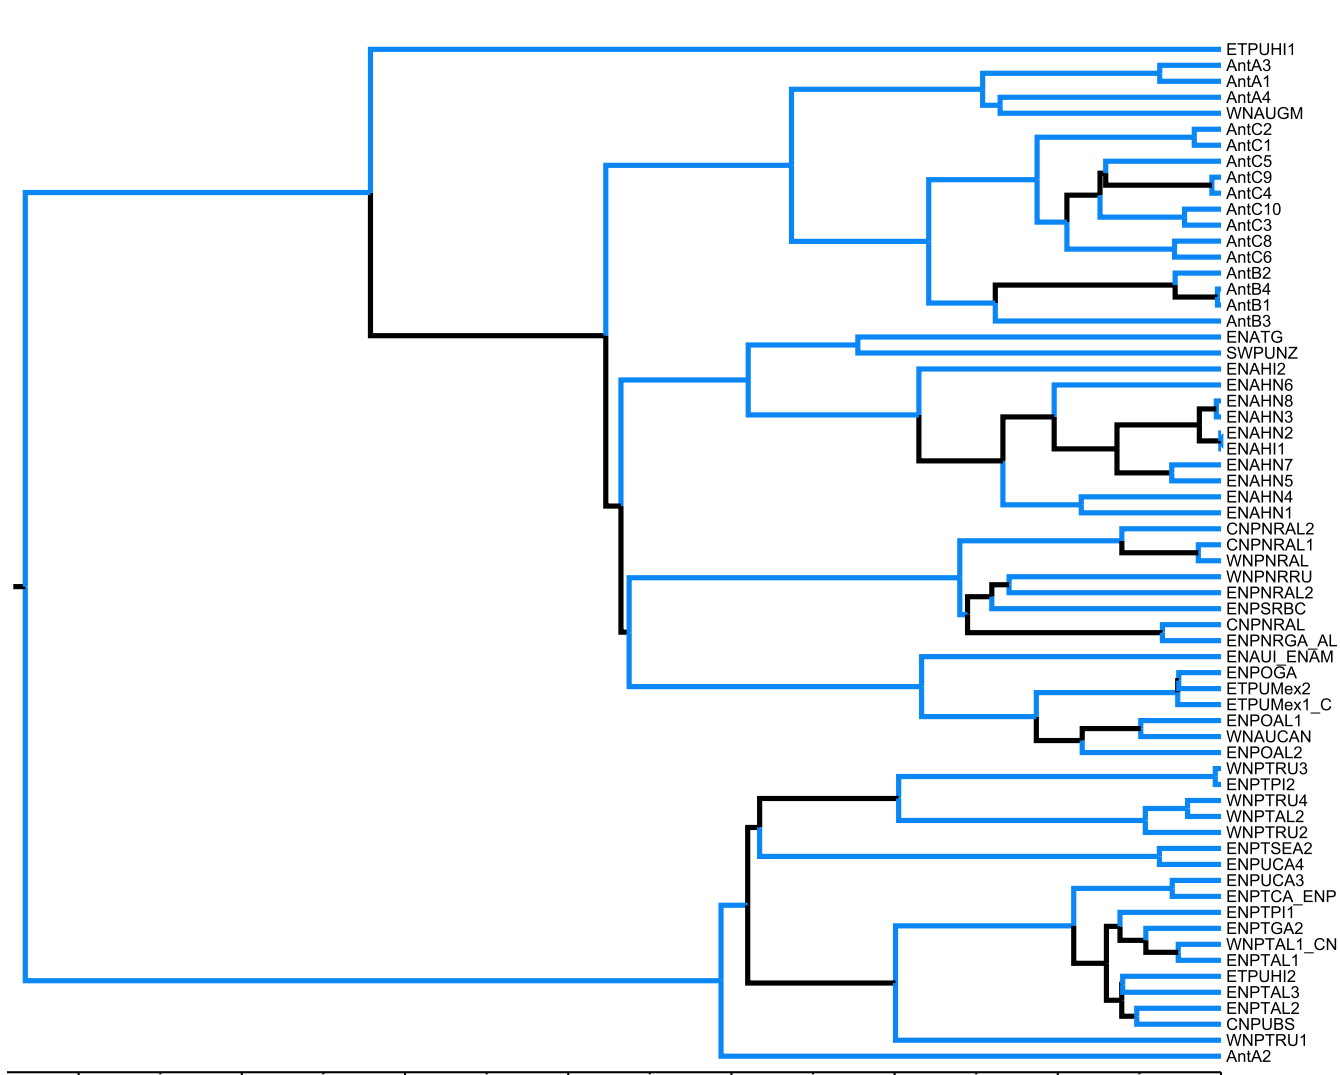 ETPUHI1
AntA3
AntA1
AntA4
WNAUGM
AntC2
AntC1
AntC5
AntC9
AntC4
AntC10
AntC3
AntC8
AntC6
AntB2
AntB4
AntB1
AntB3
ENATG
SWPUNZ
ENAHI2
ENAHN6
ENAHN8
ENAHN3
ENAHN2
ENAHI1
ENAHN7
ENAHN5
ENAHN4
ENAHN1
CNPNRAL2
CNPNRAL1
WNPNRAL
WNPNRRU
ENPNRAL2
ENPSRBC
CNPNRAL
ENPNRGA_AL
ENAUI_ENAM
ENPOGA
ETPUMex2
ETPUMex1_C
ENPOAL1
WNAUCAN
ENPOAL2
WNPTRU3
ENPTPI2
WNPTRU4
WNPTAL2
WNPTRU2
ENPTSEA2
ENPUCA4
ENPUCA3
ENPTCA_ENP
ENPTPI1
ENPTGA2
WNPTAL1_CN
ENPTAL1
ETPUHI2
ENPTAL3
ENPTAL2
CNPUBS
WNPTRU1
AntA2